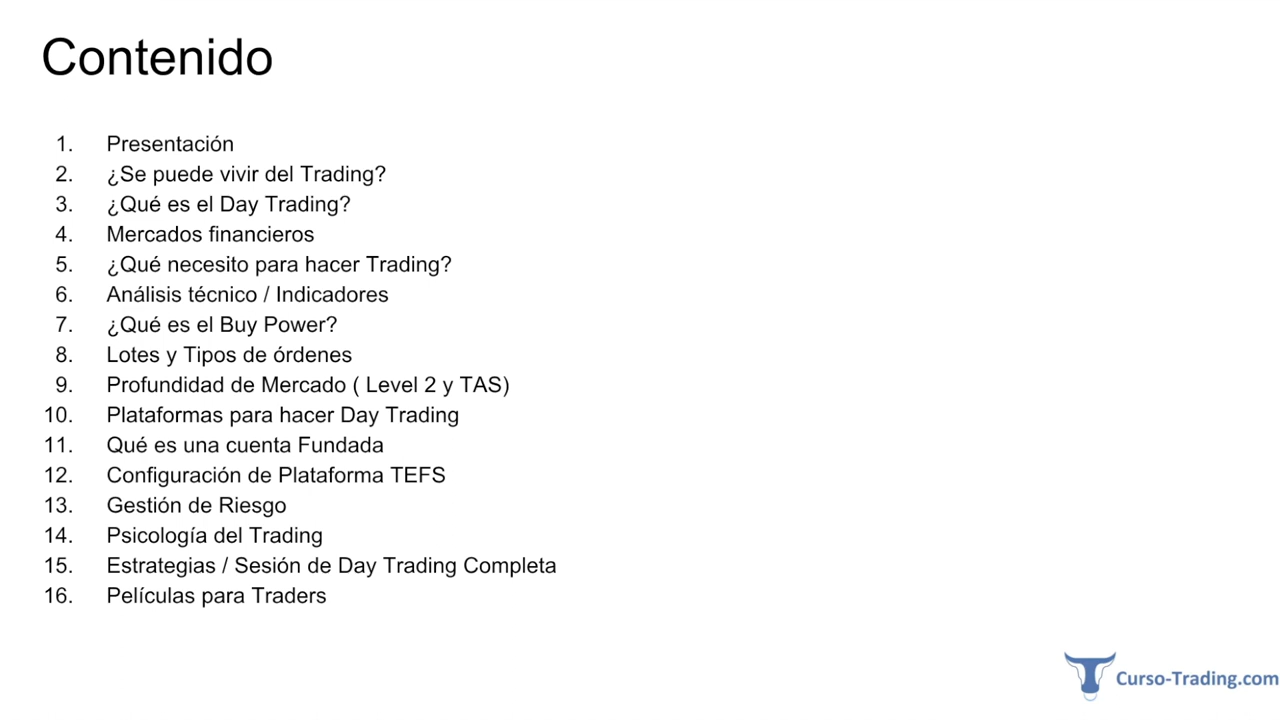 Contenido
1. Presentación
2. ¿Se puede vivir del Trading?
3. ¿Qué es el Day Trading?
4. Mercados financieros
5. ¿Qué necesito para hacer Trading?
6. Análisis técnico / Indicadores
7. ¿Qué es el Buy Power?
8. Lotes y Tipos de órdenes
9. Profundidad de Mercado ( Level 2 y TAS)
10. Plataformas para hacer Day Trading
11. Qué es una cuenta Fundada
12. Configuración de Plataforma TEFS
13. Gestión de Riesgo
14. Psicología del Trading
15. Estrategias / Sesión de Day Trading Completa
16. Películas para Traders
Curso-Trading.com